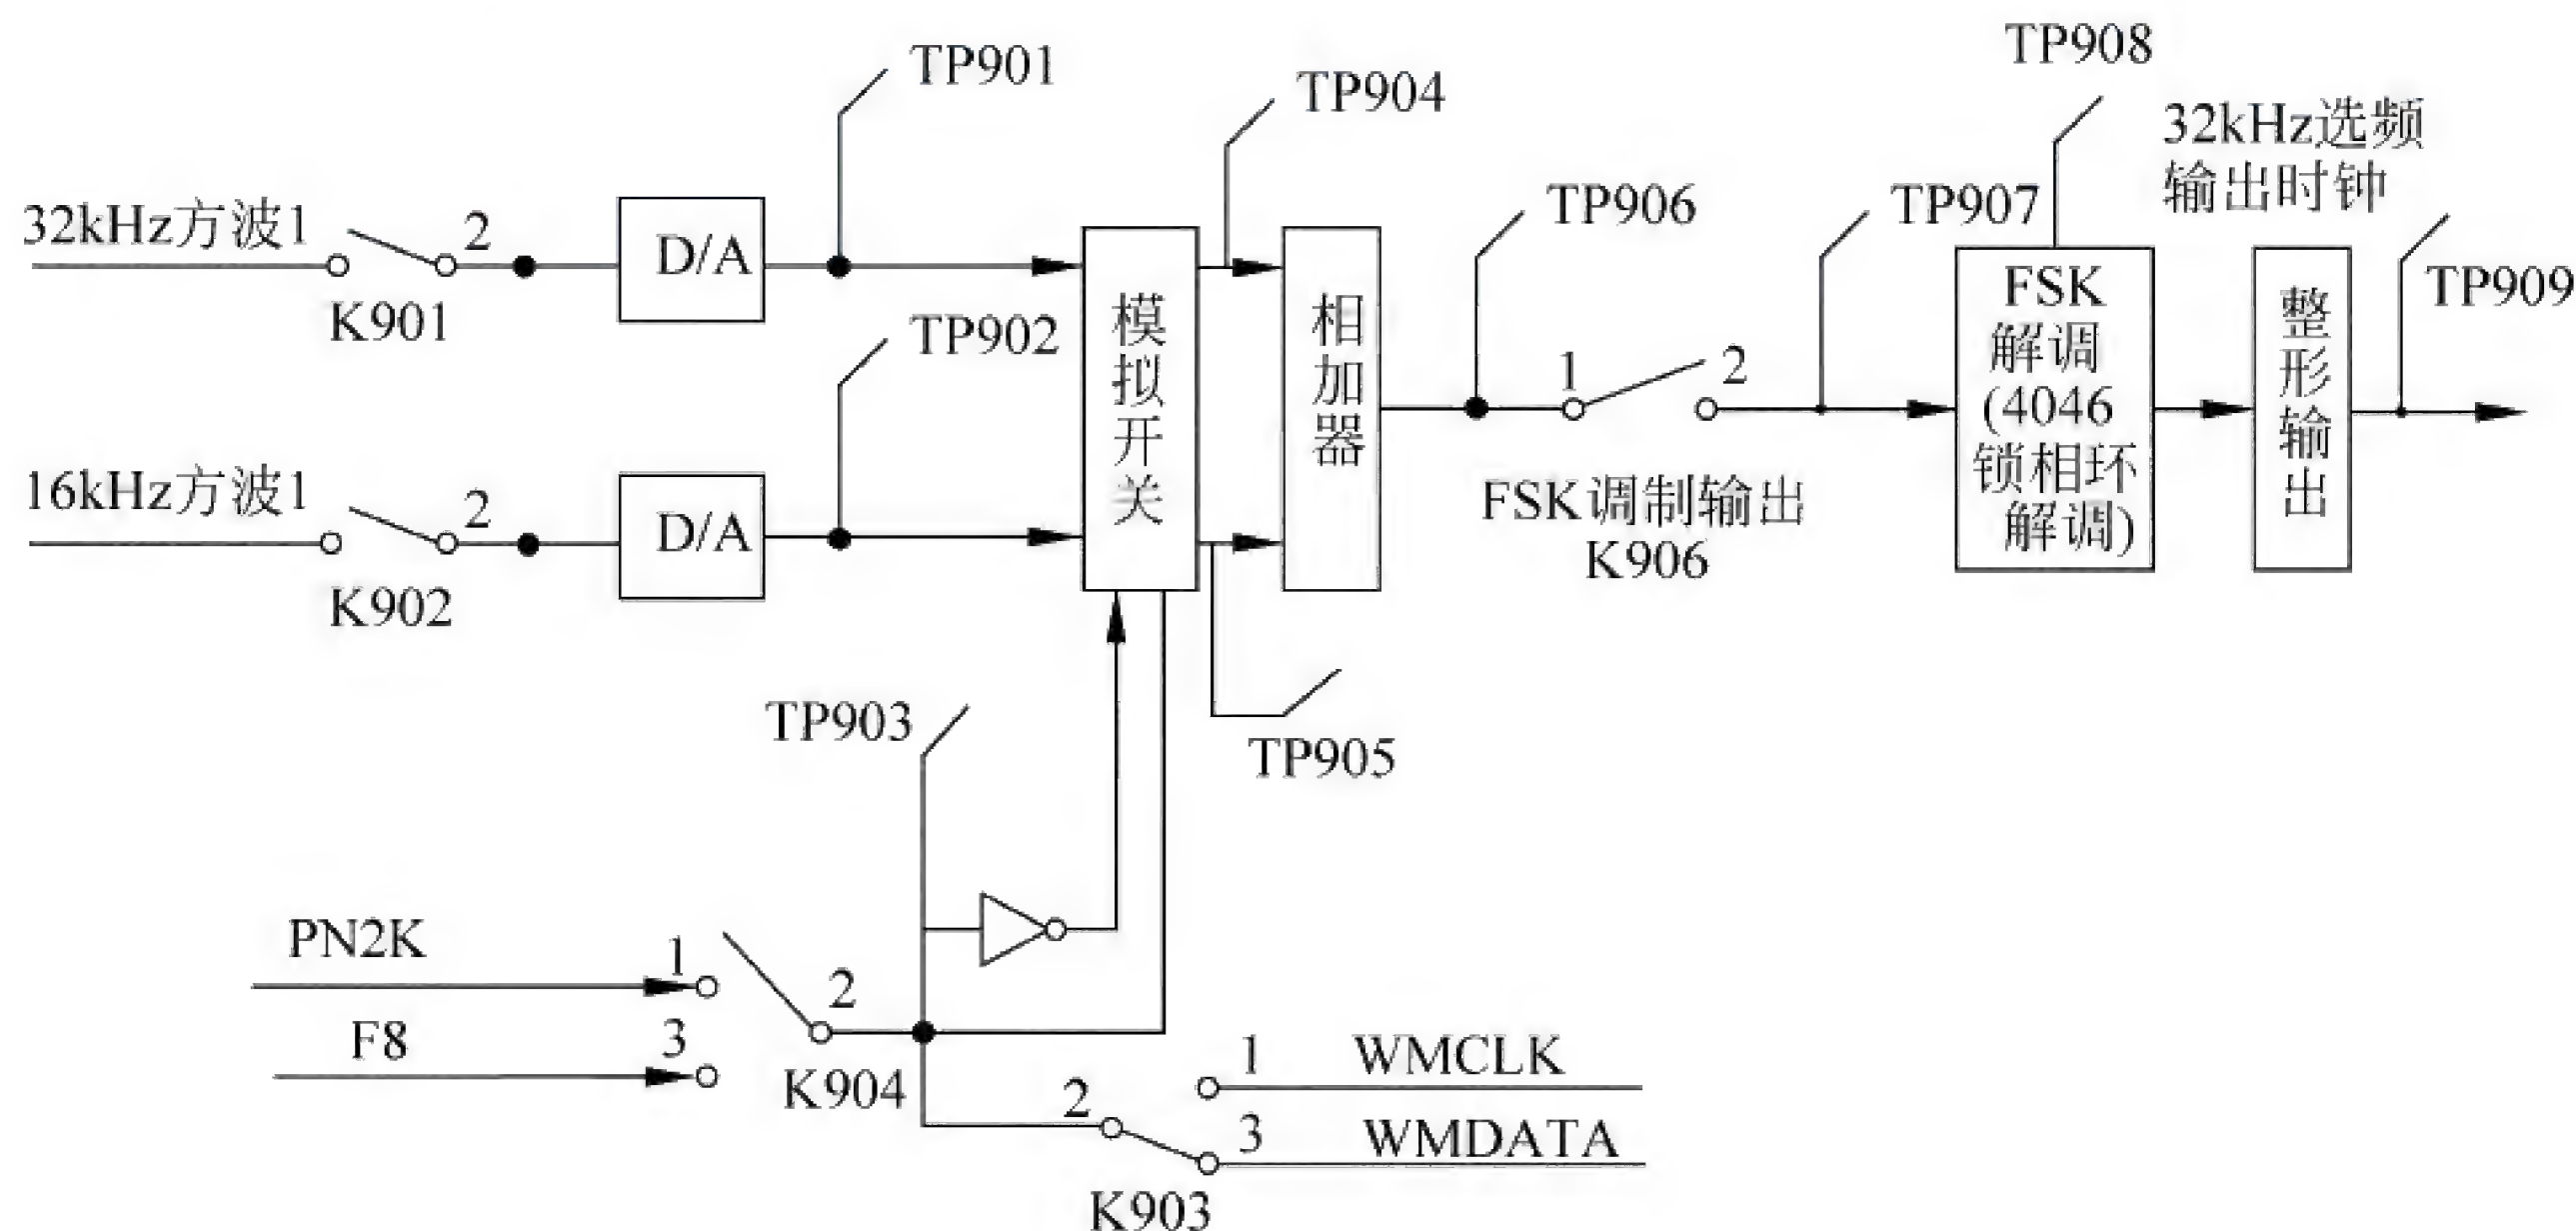 TP908
TP901
TP904
32kHz选频
输出时钟
TP906
TP907
32kHz方波1
2
D/A
K901
TP902
模拟开关
相加器
FSK
解调
(4046
锁相环
解调)
整形输出
TP909
1
2
16kHz方波1
2
D/A
K902
FSK调制输出
K906
TP903
TP905
PN2K
1
2
F8
3
K904
1
WMCLK
2
3
WMDATA
K903